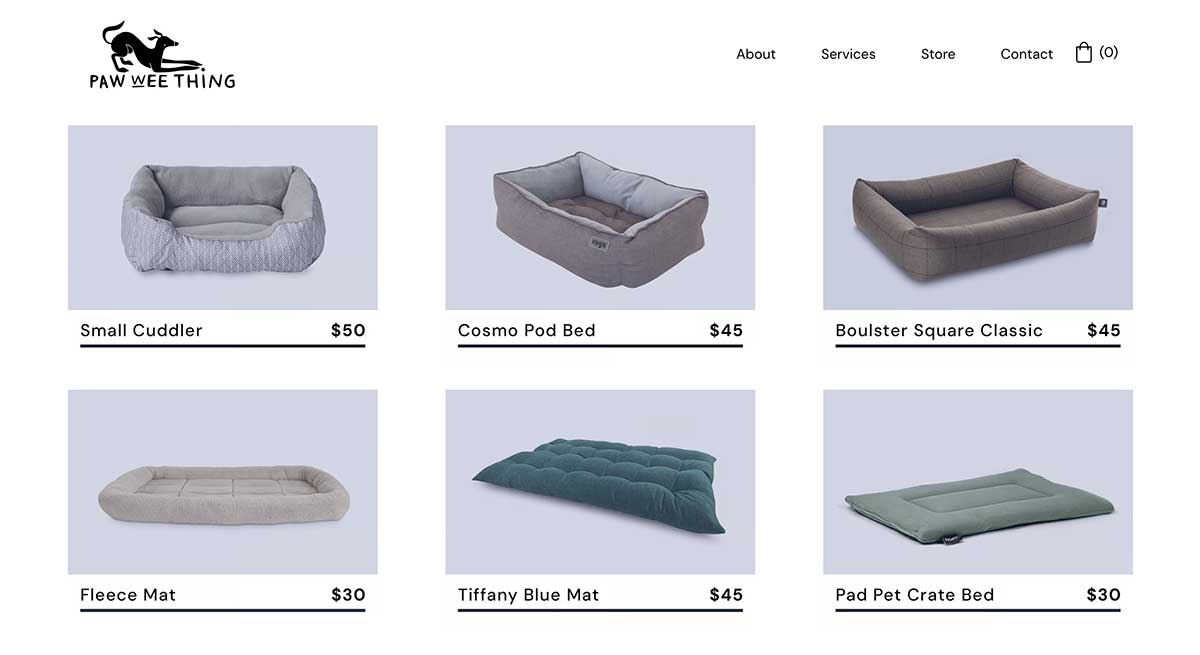 PAW WEE THING
About Services Store Contact (0)
Small Cuddler $50
Cosmo Pod Bed $45
Boulster Square Classic $45
Fleece Mat $30
Tiffany Blue Mat $45
Pad Pet Crate Bed $30